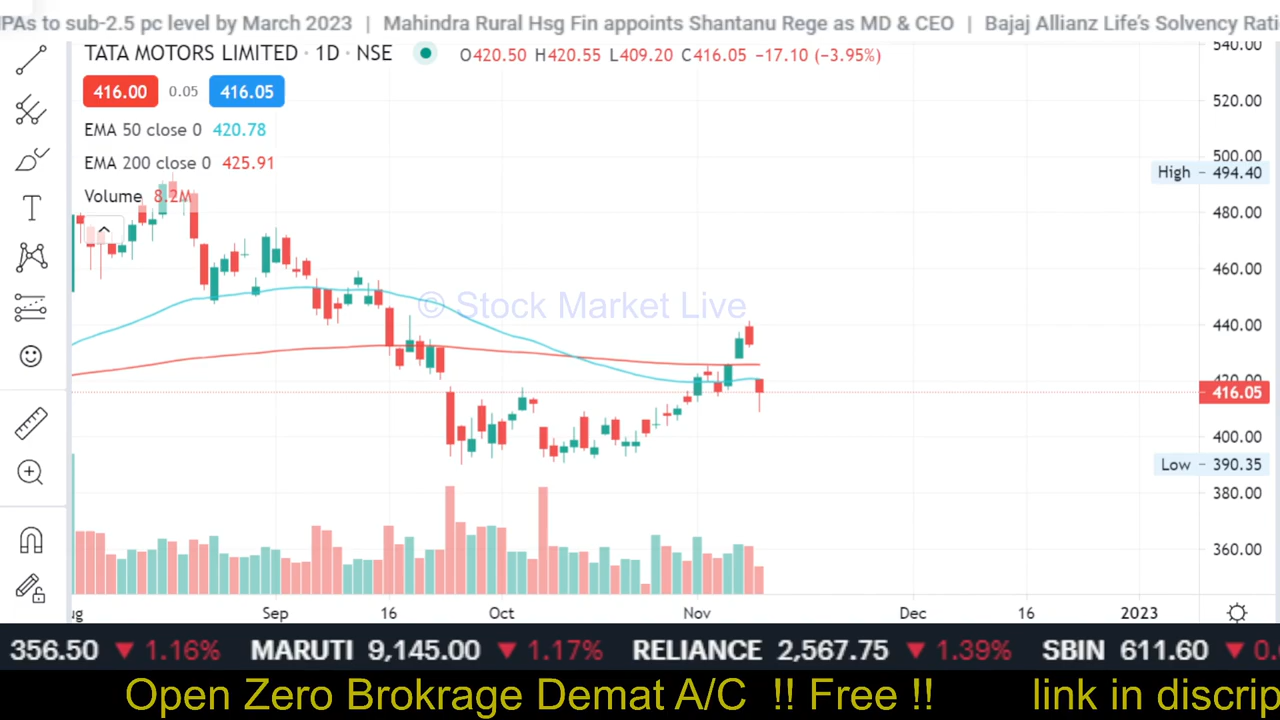 IPAs to sub-2.5 pc level by March 2023 | Mahindra Rural Hsg Fin appoints Shantanu Rege as MD & CEO | Bajaj Allianz Life's Solvency Rati
TATA MOTORS LIMITED · 1D · NSE O420.50 H420.55 L409.20 C416.05 −17.10 (−3.95%)
540.00
416.00 0.05 416.05
520.00
EMA 50 close 0 420.78
500.00
EMA 200 close 0 425.91
High 494.40
Volume 8.2M
480.00
460.00
© Stock Market Live
440.00
420.00
416.05
400.00
Low 390.35
380.00
360.00
ug Sep 16 Oct Nov Dec 16 2023
356.50 ▼ 1.16% MARUTI 9,145.00 ▼ 1.17% RELIANCE 2,567.75 ▼ 1.39% SBIN 611.60 ▼ 0.
Open Zero Brokrage Demat A/C !! Free !! link in discrip